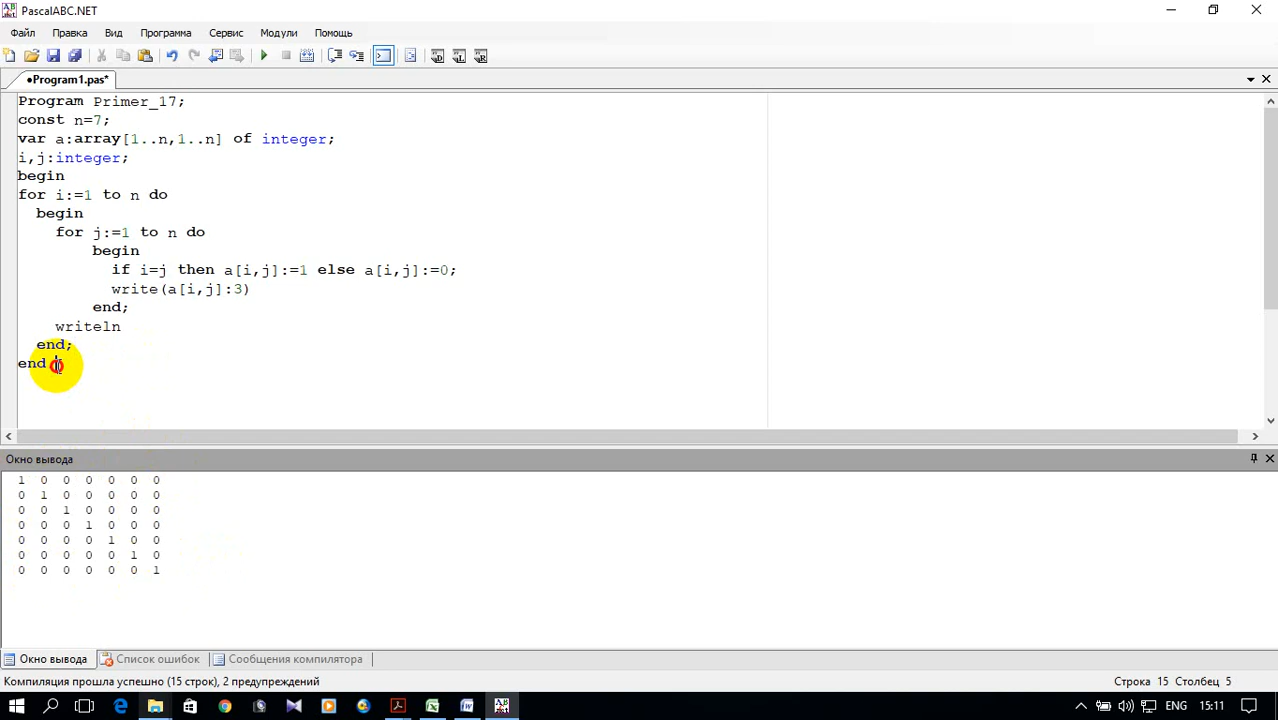 PascalABC.NET
Файл Правка Вид Программа Сервис Модули Помощь
•Program1.pas*
Program Primer_17;
const n=7;
var a:array[1..n,1..n] of integer;
i,j:integer;
begin
for i:=1 to n do
begin
for j:=1 to n do
begin
if i=j then a[i,j]:=1 else a[i,j]:=0;
write(a[i,j]:3)
end;
writeln
end;
end
Окно вывода
1 0 0 0 0 0 0
0 1 0 0 0 0 0
0 0 1 0 0 0 0
0 0 0 1 0 0 0
0 0 0 0 1 0 0
0 0 0 0 0 1 0
0 0 0 0 0 0 1
Окно вывода Список ошибок Сообщения компилятора
Компиляция прошла успешно (15 строк), 2 предупреждений Строка 15 Столбец 5
ENG 15:11